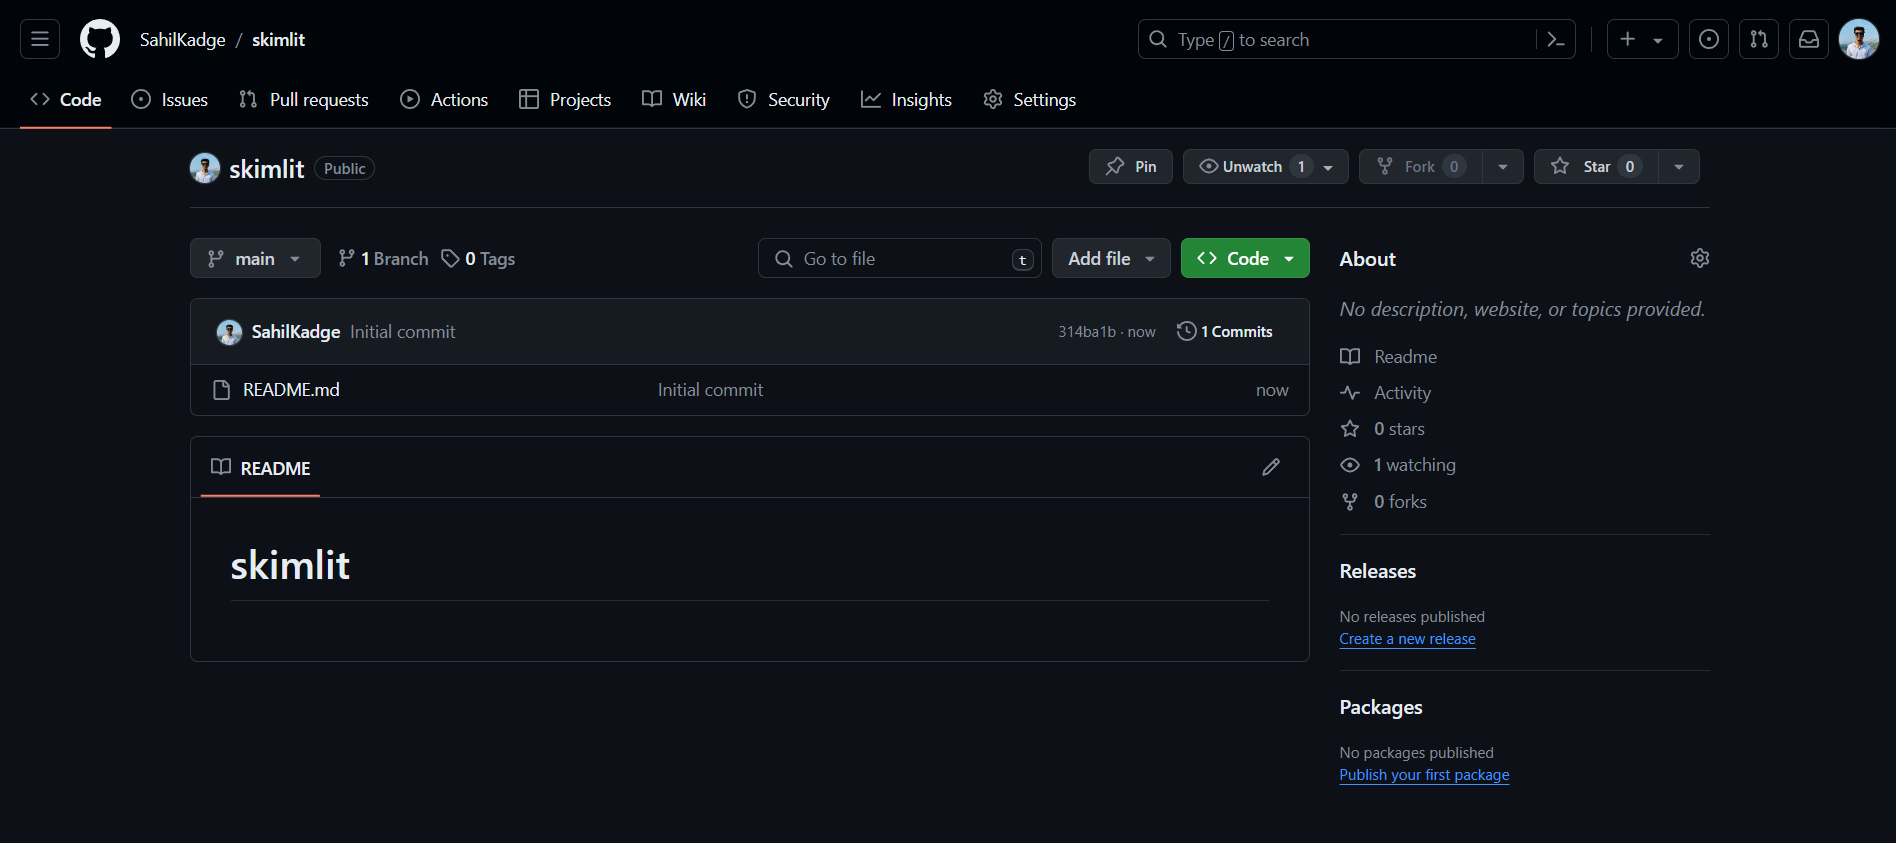 SahilKadge / skimlit
Type / to search
Code Issues Pull requests Actions Projects Wiki Security Insights Settings
skimlit Public
Pin Unwatch 1 Fork 0 Star 0
main 1 Branch 0 Tags Go to file t Add file Code
SahilKadge Initial commit 314ba1b · now 1 Commits
README.md Initial commit now
README
skimlit
About
No description, website, or topics provided.
Readme
Activity
0 stars
1 watching
0 forks
Releases
No releases published
Create a new release
Packages
No packages published
Publish your first package